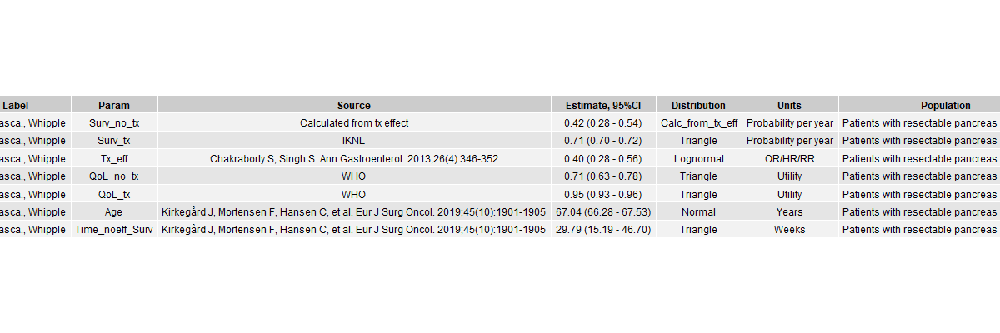 Label Param Source Estimate, 95%CI Distribution Units Population
asca., Whipple Surv_no_tx Calculated from tx effect 0.42 (0.28 - 0.54) Calc_from_tx_eff Probability per year Patients with resectable pancreas
asca., Whipple Surv_tx IKNL 0.71 (0.70 - 0.72) Triangle Probability per year Patients with resectable pancreas
asca., Whipple Tx_eff Chakraborty S, Singh S. Ann Gastroenterol. 2013;26(4):346-352 0.40 (0.28 - 0.56) Lognormal OR/HR/RR Patients with resectable pancreas
asca., Whipple QoL_no_tx WHO 0.71 (0.63 - 0.78) Triangle Utility Patients with resectable pancreas
asca., Whipple QoL_tx WHO 0.95 (0.93 - 0.96) Triangle Utility Patients with resectable pancreas
asca., Whipple Age Kirkegård J, Mortensen F, Hansen C, et al. Eur J Surg Oncol. 2019;45(10):1901-1905 67.04 (66.28 - 67.53) Normal Years Patients with resectable pancreas
asca., Whipple Time_noeff_Surv Kirkegård J, Mortensen F, Hansen C, et al. Eur J Surg Oncol. 2019;45(10):1901-1905 29.79 (15.19 - 46.70) Triangle Weeks Patients with resectable pancreas